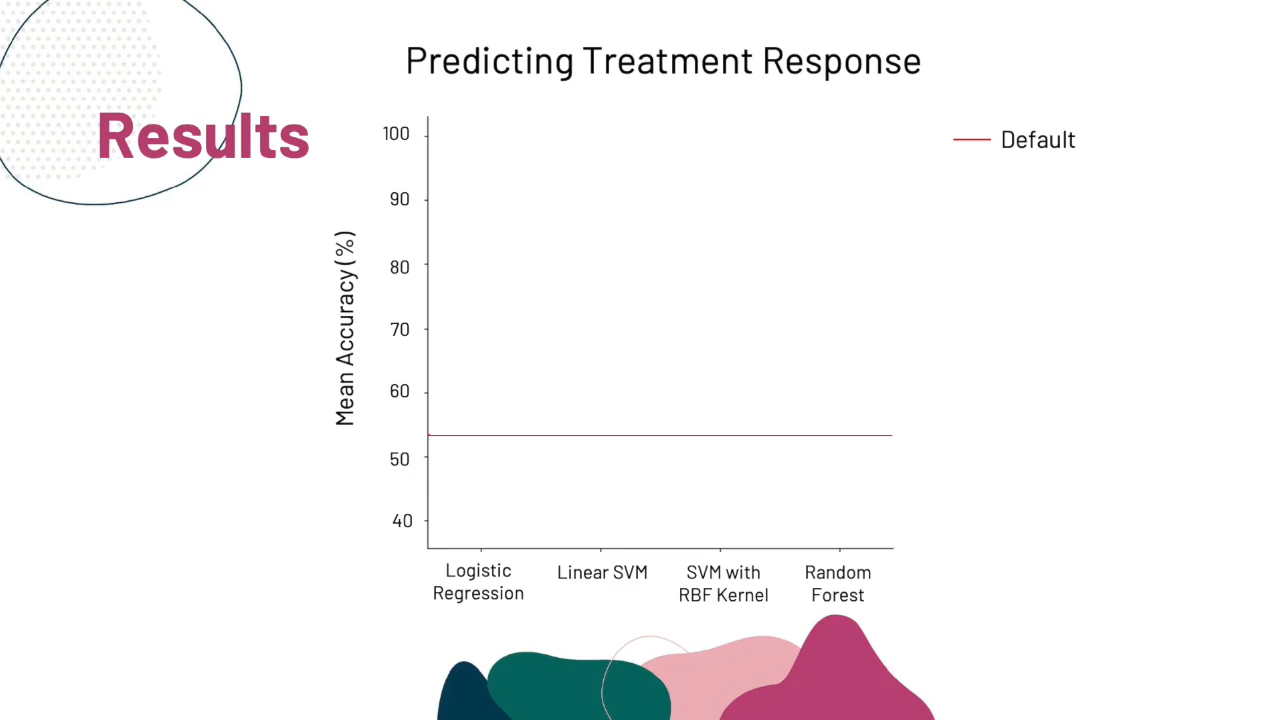 Predicting Treatment Response
Results
Default
Mean Accuracy(%)
100
90
80
70
60
50
40
Logistic
Regression
Linear SVM
SVM with
RBF Kernel
Random
Forest